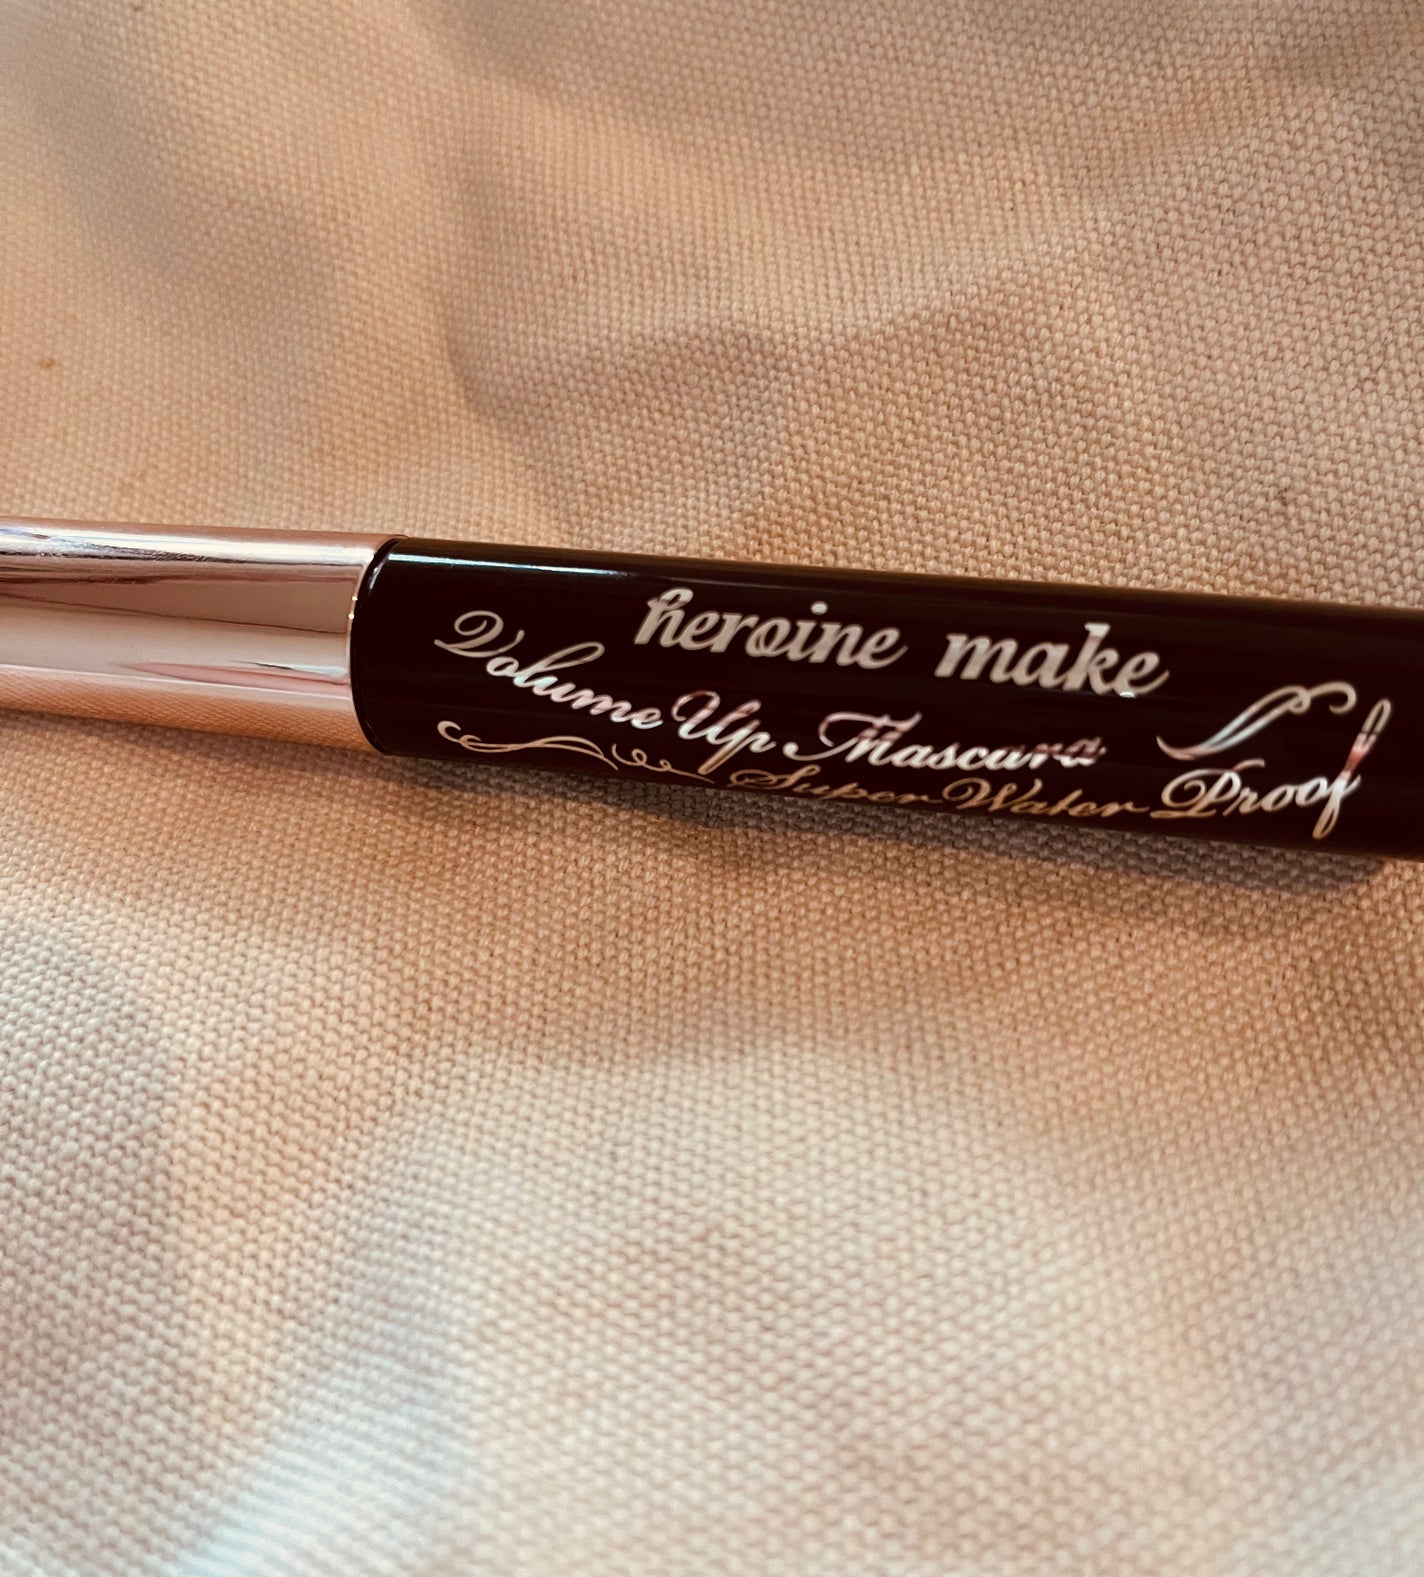 heroine make
Volume Up Mascara
Super Water Proof